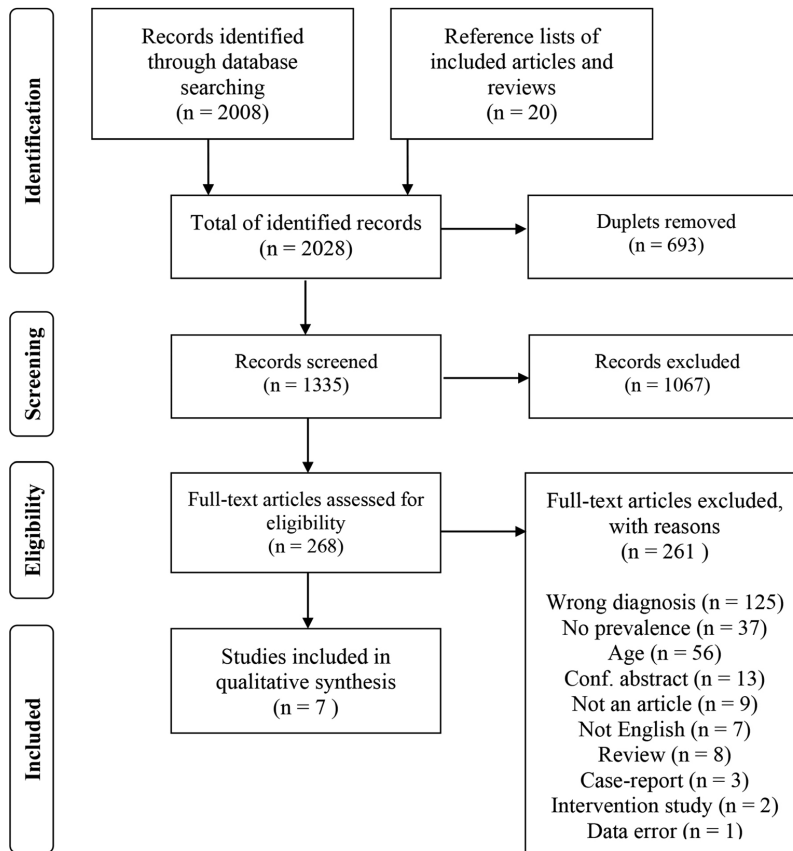 Identification
Records identified
through database
searching
(n = 2008)
Reference lists of
included articles and
reviews
(n = 20)
Total of identified records
(n = 2028)
Duplets removed
(n = 693)
Screening
Records screened
(n = 1335)
Records excluded
(n = 1067)
Eligibility
Full-text articles assessed for
eligibility
(n = 268)
Full-text articles excluded,
with reasons
(n = 261 )
Wrong diagnosis (n = 125)
No prevalence (n = 37)
Age (n = 56)
Conf. abstract (n = 13)
Not an article (n = 9)
Not English (n = 7)
Review (n = 8)
Case-report (n = 3)
Intervention study (n = 2)
Data error (n = 1)
Included
Studies included in
qualitative synthesis
(n = 7 )